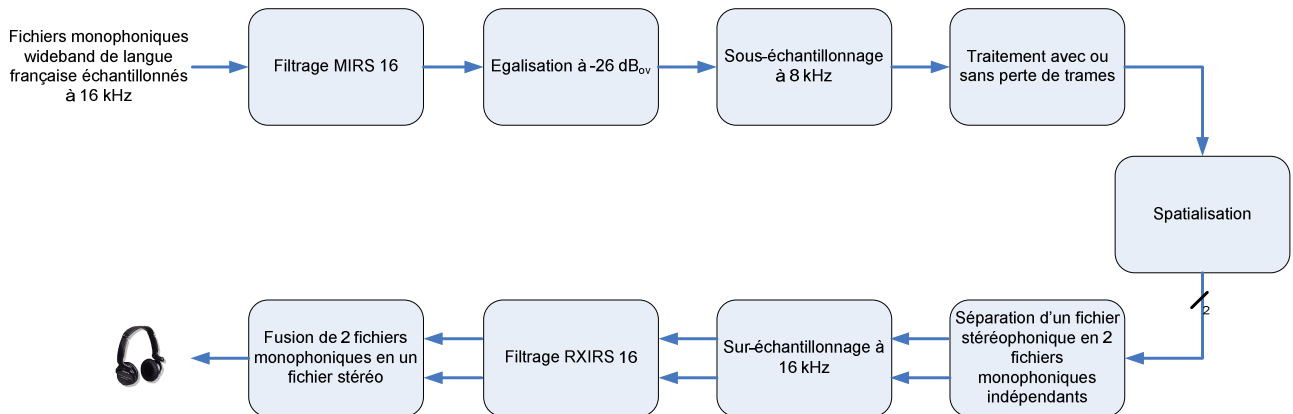 Fichiers monophoniques
wideband de langue
française échantillonnés
à 16 kHz
Filtrage MIRS 16
Egalisation à -26 dBov
Sous-échantillonnage
à 8 kHz
Traitement avec ou
sans perte de trames
Spatialisation
2
Séparation d’un fichier
stéréophonique en 2
fichiers
monophoniques
indépendants
Sur-échantillonnage à
16 kHz
Filtrage RXIRS 16
Fusion de 2 fichiers
monophoniques en un
fichier stéréo